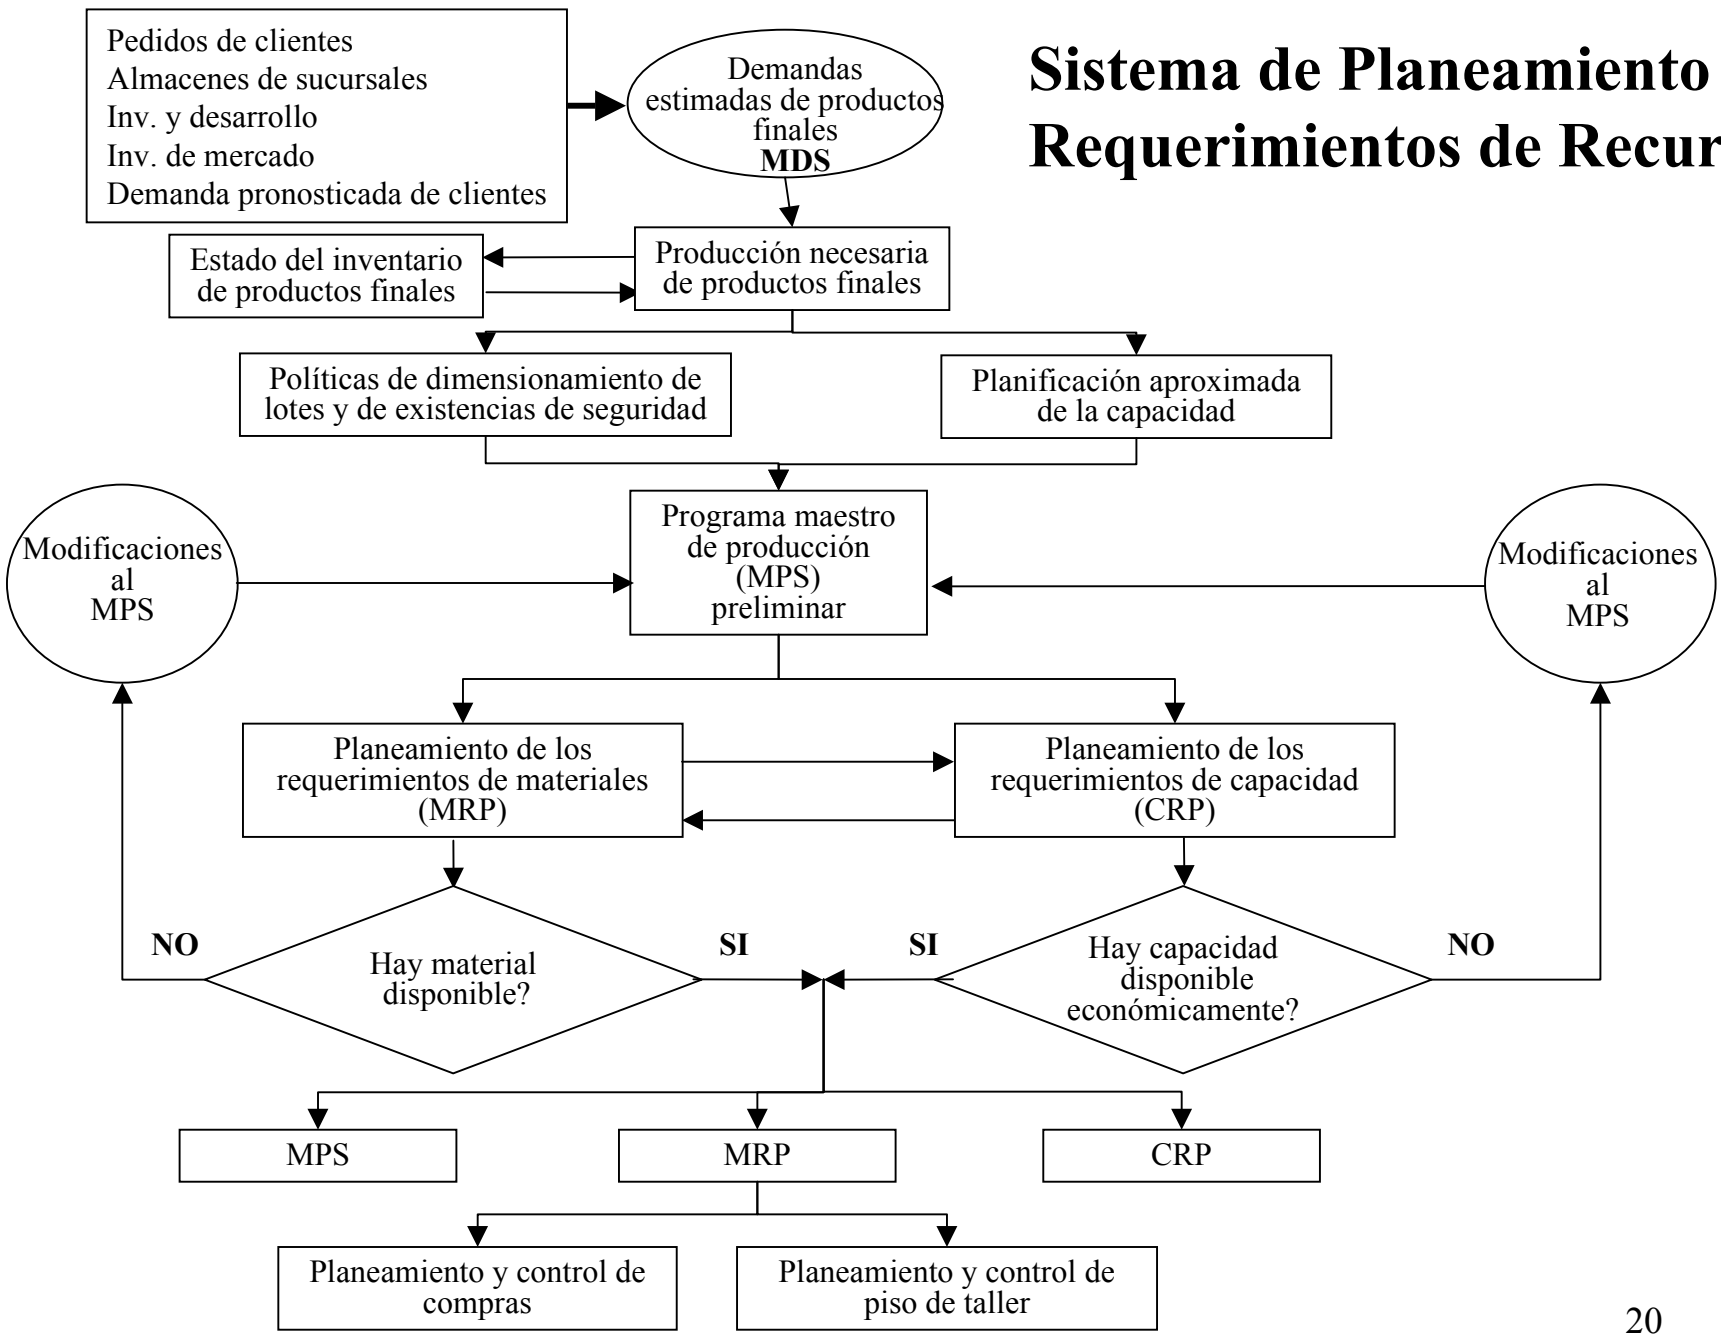 Sistema de Planeamiento
Requerimientos de Recur
Pedidos de clientes
Almacenes de sucursales
Inv. y desarrollo
Inv. de mercado
Demanda pronosticada de clientes
Demandas
estimadas de productos
finales
MDS
Estado del inventario
de productos finales
Producción necesaria
de productos finales
Políticas de dimensionamiento de
lotes y de existencias de seguridad
Planificación aproximada
de la capacidad
Modificaciones
al
MPS
Programa maestro
de producción
(MPS)
preliminar
Modificaciones
al
MPS
Planeamiento de los
requerimientos de materiales
(MRP)
Planeamiento de los
requerimientos de capacidad
(CRP)
NO
Hay material
disponible?
SI
SI
Hay capacidad
disponible
económicamente?
NO
MPS
MRP
CRP
Planeamiento y control de
compras
Planeamiento y control de
piso de taller
20